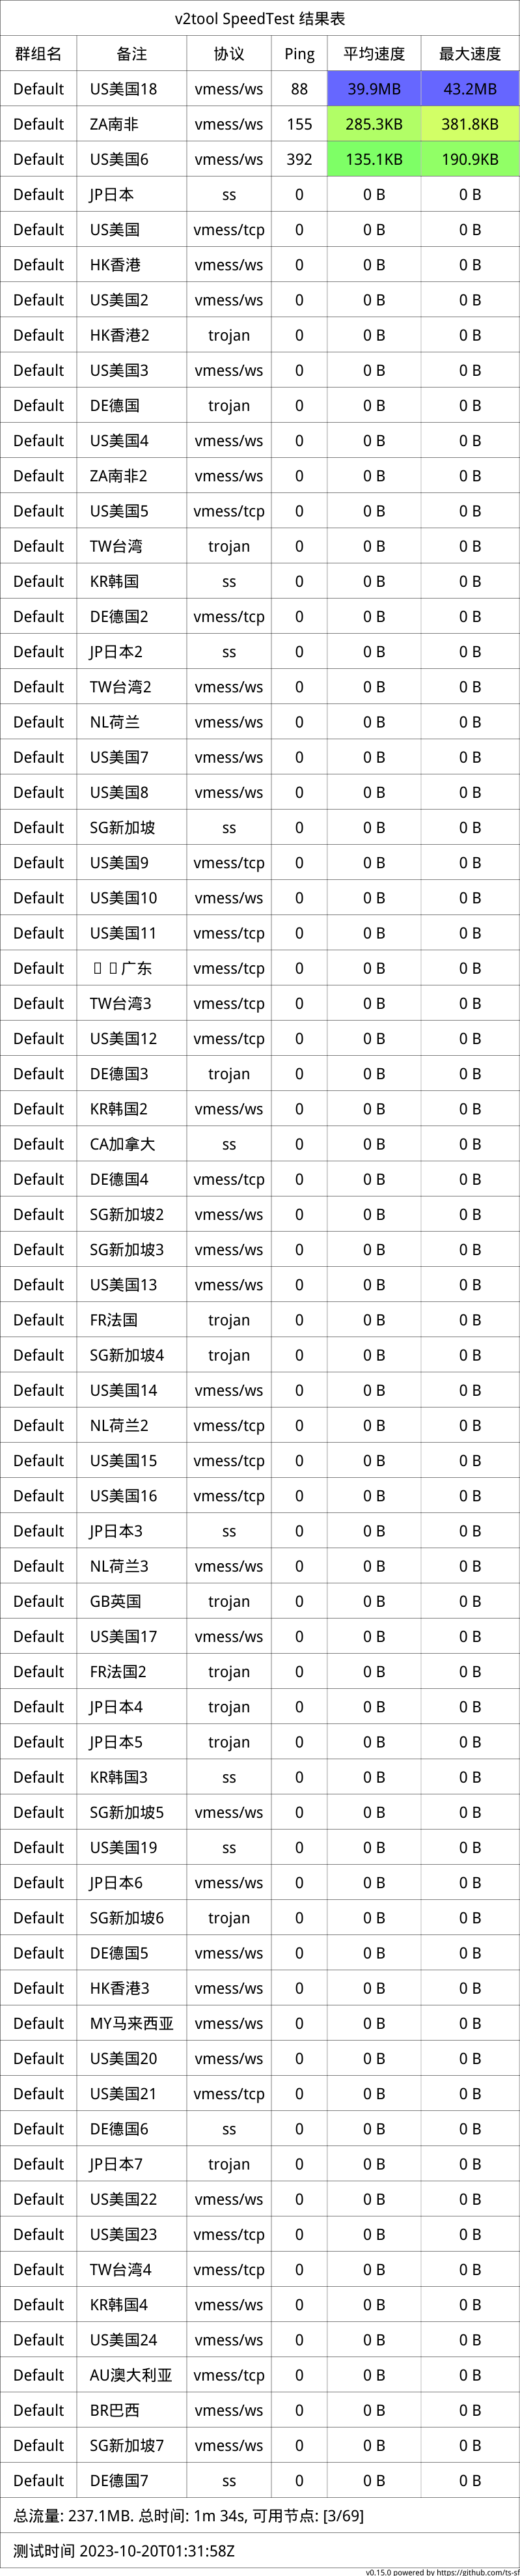 v2tool SpeedTest 结果表
群组名 备注 协议 Ping 平均速度 最大速度
Default US美国18 vmess/ws 88 39.9MB 43.2MB
Default ZA南非 vmess/ws 155 285.3KB 381.8KB
Default US美国6 vmess/ws 392 135.1KB 190.9KB
Default JP日本 ss 0 0 B 0 B
Default US美国 vmess/tcp 0 0 B 0 B
Default HK香港 vmess/ws 0 0 B 0 B
Default US美国2 vmess/ws 0 0 B 0 B
Default HK香港2 trojan 0 0 B 0 B
Default US美国3 vmess/ws 0 0 B 0 B
Default DE德国 trojan 0 0 B 0 B
Default US美国4 vmess/ws 0 0 B 0 B
Default ZA南非2 vmess/ws 0 0 B 0 B
Default US美国5 vmess/tcp 0 0 B 0 B
Default TW台湾 trojan 0 0 B 0 B
Default KR韩国 ss 0 0 B 0 B
Default DE德国2 vmess/tcp 0 0 B 0 B
Default JP日本2 ss 0 0 B 0 B
Default TW台湾2 vmess/ws 0 0 B 0 B
Default NL荷兰 vmess/ws 0 0 B 0 B
Default US美国7 vmess/ws 0 0 B 0 B
Default US美国8 vmess/ws 0 0 B 0 B
Default SG新加坡 ss 0 0 B 0 B
Default US美国9 vmess/tcp 0 0 B 0 B
Default US美国10 vmess/ws 0 0 B 0 B
Default US美国11 vmess/tcp 0 0 B 0 B
Default 广东 vmess/tcp 0 0 B 0 B
Default TW台湾3 vmess/tcp 0 0 B 0 B
Default US美国12 vmess/tcp 0 0 B 0 B
Default DE德国3 trojan 0 0 B 0 B
Default KR韩国2 vmess/ws 0 0 B 0 B
Default CA加拿大 ss 0 0 B 0 B
Default DE德国4 vmess/tcp 0 0 B 0 B
Default SG新加坡2 vmess/ws 0 0 B 0 B
Default SG新加坡3 vmess/ws 0 0 B 0 B
Default US美国13 vmess/ws 0 0 B 0 B
Default FR法国 trojan 0 0 B 0 B
Default SG新加坡4 trojan 0 0 B 0 B
Default US美国14 vmess/ws 0 0 B 0 B
Default NL荷兰2 vmess/tcp 0 0 B 0 B
Default US美国15 vmess/tcp 0 0 B 0 B
Default US美国16 vmess/tcp 0 0 B 0 B
Default JP日本3 ss 0 0 B 0 B
Default NL荷兰3 vmess/ws 0 0 B 0 B
Default GB英国 trojan 0 0 B 0 B
Default US美国17 vmess/ws 0 0 B 0 B
Default FR法国2 trojan 0 0 B 0 B
Default JP日本4 trojan 0 0 B 0 B
Default JP日本5 trojan 0 0 B 0 B
Default KR韩国3 ss 0 0 B 0 B
Default SG新加坡5 vmess/ws 0 0 B 0 B
Default US美国19 ss 0 0 B 0 B
Default JP日本6 vmess/ws 0 0 B 0 B
Default SG新加坡6 trojan 0 0 B 0 B
Default DE德国5 vmess/ws 0 0 B 0 B
Default HK香港3 vmess/ws 0 0 B 0 B
Default MY马来西亚 vmess/ws 0 0 B 0 B
Default US美国20 vmess/ws 0 0 B 0 B
Default US美国21 vmess/tcp 0 0 B 0 B
Default DE德国6 ss 0 0 B 0 B
Default JP日本7 trojan 0 0 B 0 B
Default US美国22 vmess/ws 0 0 B 0 B
Default US美国23 vmess/tcp 0 0 B 0 B
Default TW台湾4 vmess/tcp 0 0 B 0 B
Default KR韩国4 vmess/ws 0 0 B 0 B
Default US美国24 vmess/ws 0 0 B 0 B
Default AU澳大利亚 vmess/tcp 0 0 B 0 B
Default BR巴西 vmess/ws 0 0 B 0 B
Default SG新加坡7 vmess/ws 0 0 B 0 B
Default DE德国7 ss 0 0 B 0 B
总流量: 237.1MB. 总时间: 1m 34s, 可用节点: [3/69]
测试时间 2023-10-20T01:31:58Z
v0.15.0 powered by https://github.com/ts-sf